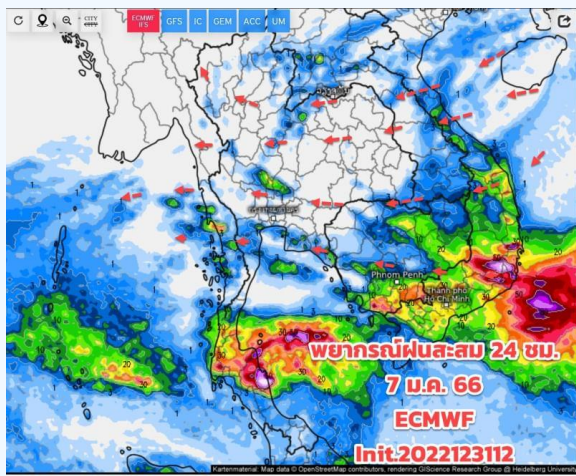 CITY
CITY
ECMWF
IFS
GFS
IC
GEM
ACC
UM
Phnom Penh
Thành phố
Hồ Chí Minh
พยากรณ์ฝนสะสม 24 ชม.
7 ม.ค. 66
ECMWF
Init.2022123112
Kartenmaterial: Map data © OpenStreetMap contributors, rendering GIScience Research Group @ Heidelberg Universit